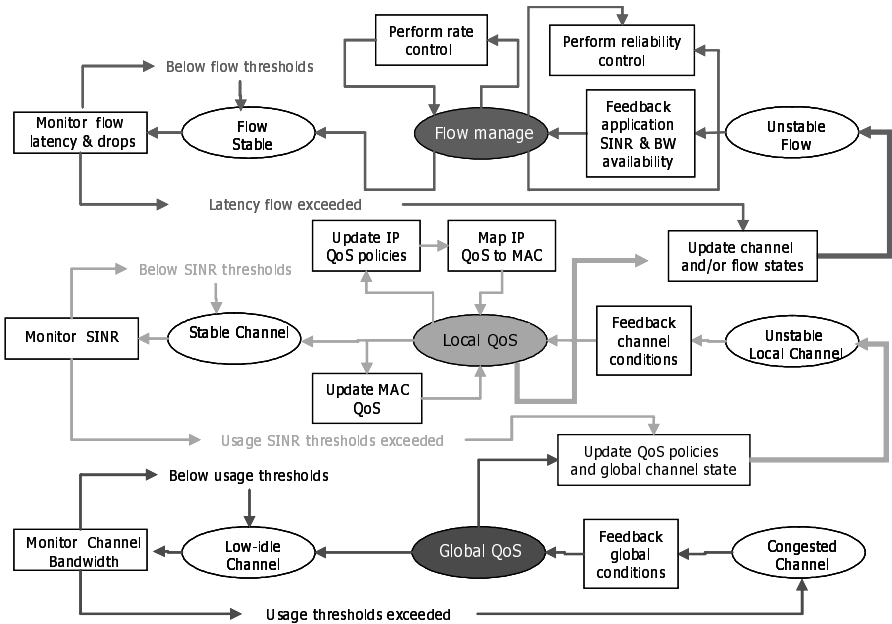 Perform rate
control
Perform reliability
control
Below flow thresholds
Monitor flow
latency & drops
Flow
Stable
Flow manage
Feedback
application
SINR & BW
availability
Unstable
Flow
Latency flow exceeded
Update IP
QoS policies
Map IP
QoS to MAC
Update channel
and/or flow states
Below SINR thresholds
Monitor SINR
Stable Channel
Local QoS
Feedback
channel
conditions
Unstable
Local Channel
Update MAC
QoS
Usage SINR thresholds exceeded
Update QoS policies
and global channel state
Below usage thresholds
Monitor Channel
Bandwidth
Low-idle
Channel
Global QoS
Feedback
global
conditions
Congested
Channel
Usage thresholds exceeded